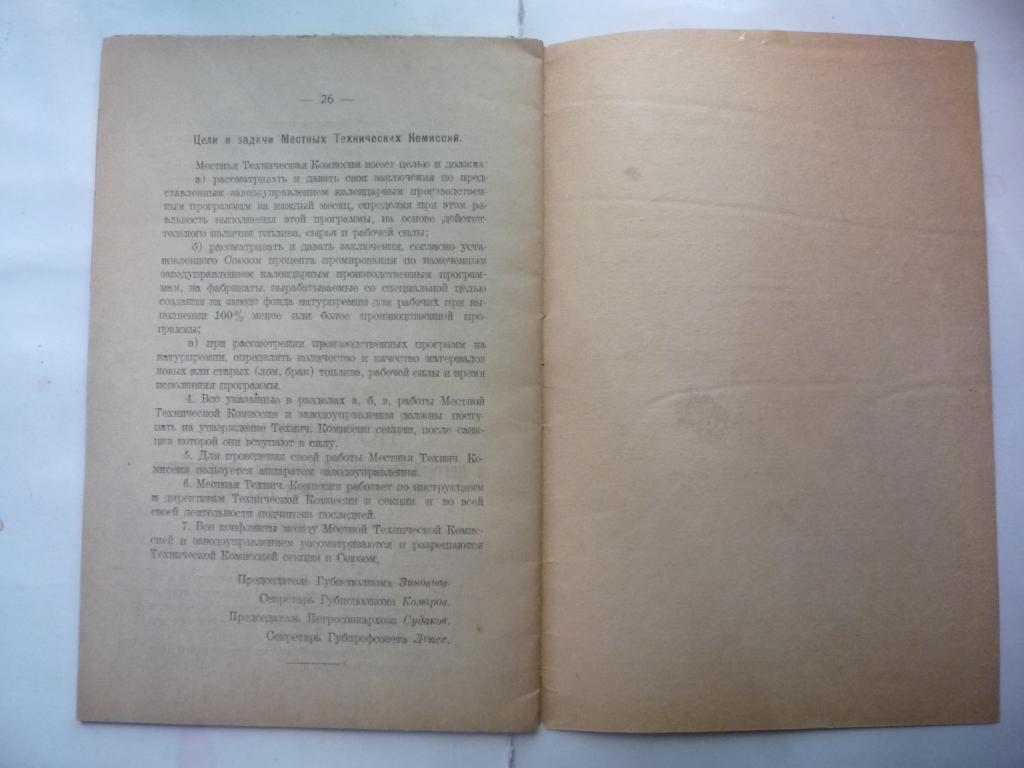 — 26 —
Цели и задачи Местных Технических Комиссий.
Местная Техническая Комиссия имеет целью и должна:
а) рассматривать и давать свои заключения по пред-
ставленным заводоуправлением календарным производствен-
ным программам на каждый месяц, определяя при этом ре-
альность выполнения этой программы, на основе действи-
тельного наличия топлива, сырья и рабочей силы;
б) рассматривать и давать заключения, согласно уста-
новленного Союзом процента премирования по намеченным
заводоуправлением календарным производственным програм-
мам, на фабрикаты, вырабатываемые со специальной целью
создания на заводе фонда натурпремии для рабочих при вы-
полнении 100% менее или более производственной про-
граммы;
в) при рассмотрении производственных программ на
натурпремии, определять количество и качество материалов
новых или старых (лом, брак) топлива, рабочей силы и время
исполнения программы.
4. Все указанные в разделах а, б, в, работы Местной
Технической Комиссии и заводоуправления должны посту-
пать на утверждение Технич. Комиссии секции, после санк-
ции которой они вступают в силу.
5. Для проведения своей работы Местная Технич. Ко-
миссия пользуется аппаратом заводоуправления.
6. Местная Технич. Комиссия работает по инструкциям
и директивам Технической Комиссии и секции и во всей
своей деятельности подчинена последней.
7. Все конфликты между Местной Технической Комис-
сией и заводоуправлением рассматриваются и разрешаются
Технической Комиссией секции и Союзом.
Председатель Губисполкома Зиновьев.
Секретарь Губисполкома Комаров.
Председатель Петросовнархоза Судаков.
Секретарь Губпрофсовета Лепсе.